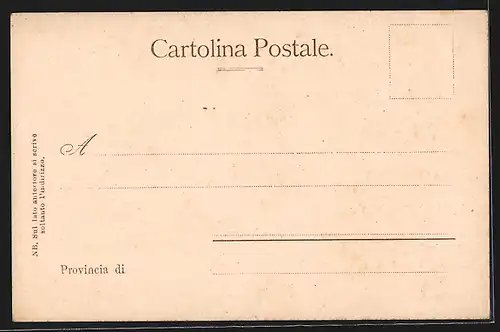 Cartolina Postale.
A
Provincia di
NB. Sul lato anteriore si scrive
soltanto l'indirizzo.